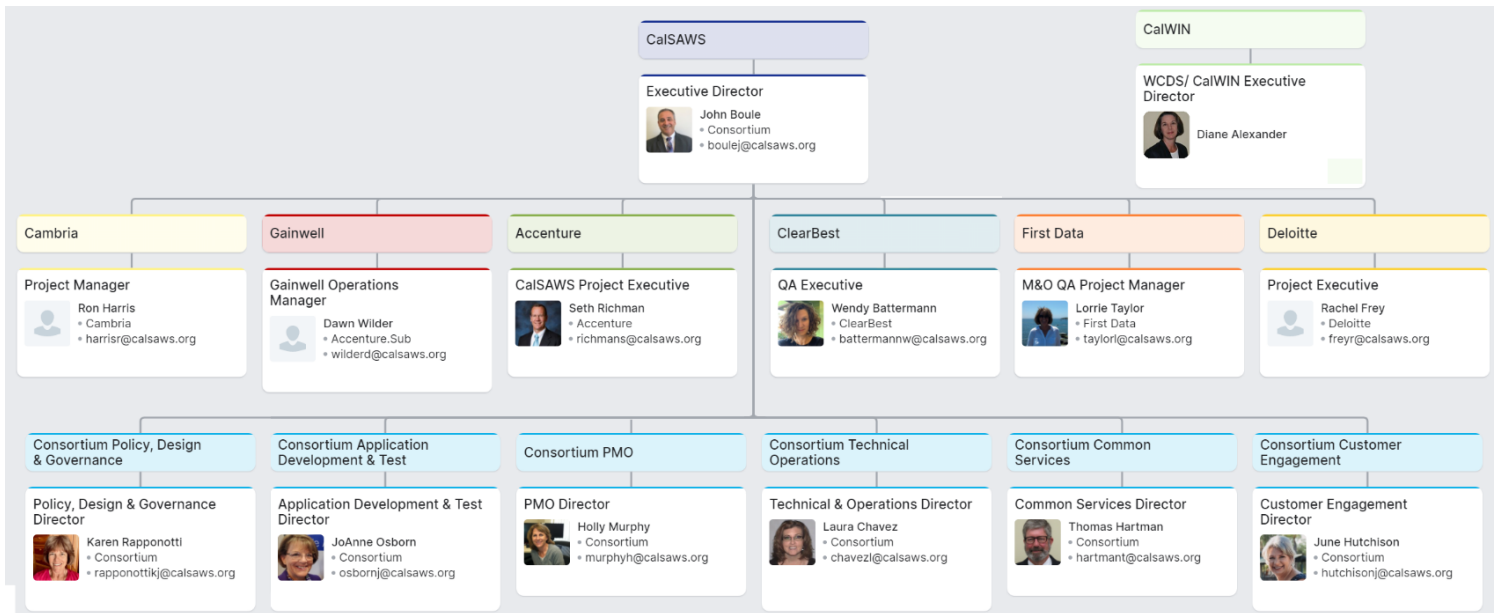 CalSAWS
Executive Director
John Boule
• Consortium
• boulej@calsaws.org
CalWIN
WCDS/ CalWIN Executive
Director
Diane Alexander
Cambria
Project Manager
Ron Harris
• Cambria
• harrisr@calsaws.org
Gainwell
Gainwell Operations
Manager
Dawn Wilder
• Accenture.Sub
• wilderd@calsaws.org
Accenture
CalSAWS Project Executive
Seth Richman
• Accenture
• richmans@calsaws.org
ClearBest
QA Executive
Wendy Battermann
• ClearBest
• battermannw@calsaws.org
First Data
M&O QA Project Manager
Lorrie Taylor
• First Data
• taylorl@calsaws.org
Deloitte
Project Executive
Rachel Frey
• Deloitte
• freyr@calsaws.org
Consortium Policy, Design
& Governance
Policy, Design & Governance
Director
Karen Rapponotti
• Consortium
• rapponottikj@calsaws.org
Consortium Application
Development & Test
Application Development & Test
Director
JoAnne Osborn
• Consortium
• osbornj@calsaws.org
Consortium PMO
PMO Director
Holly Murphy
• Consortium
• murphyh@calsaws.org
Consortium Technical
Operations
Technical & Operations Director
Laura Chavez
• Consortium
• chavezl@calsaws.org
Consortium Common
Services
Common Services Director
Thomas Hartman
• Consortium
• hartmant@calsaws.org
Consortium Customer
Engagement
Customer Engagement
Director
June Hutchison
• Consortium
• hutchisonj@calsaws.org